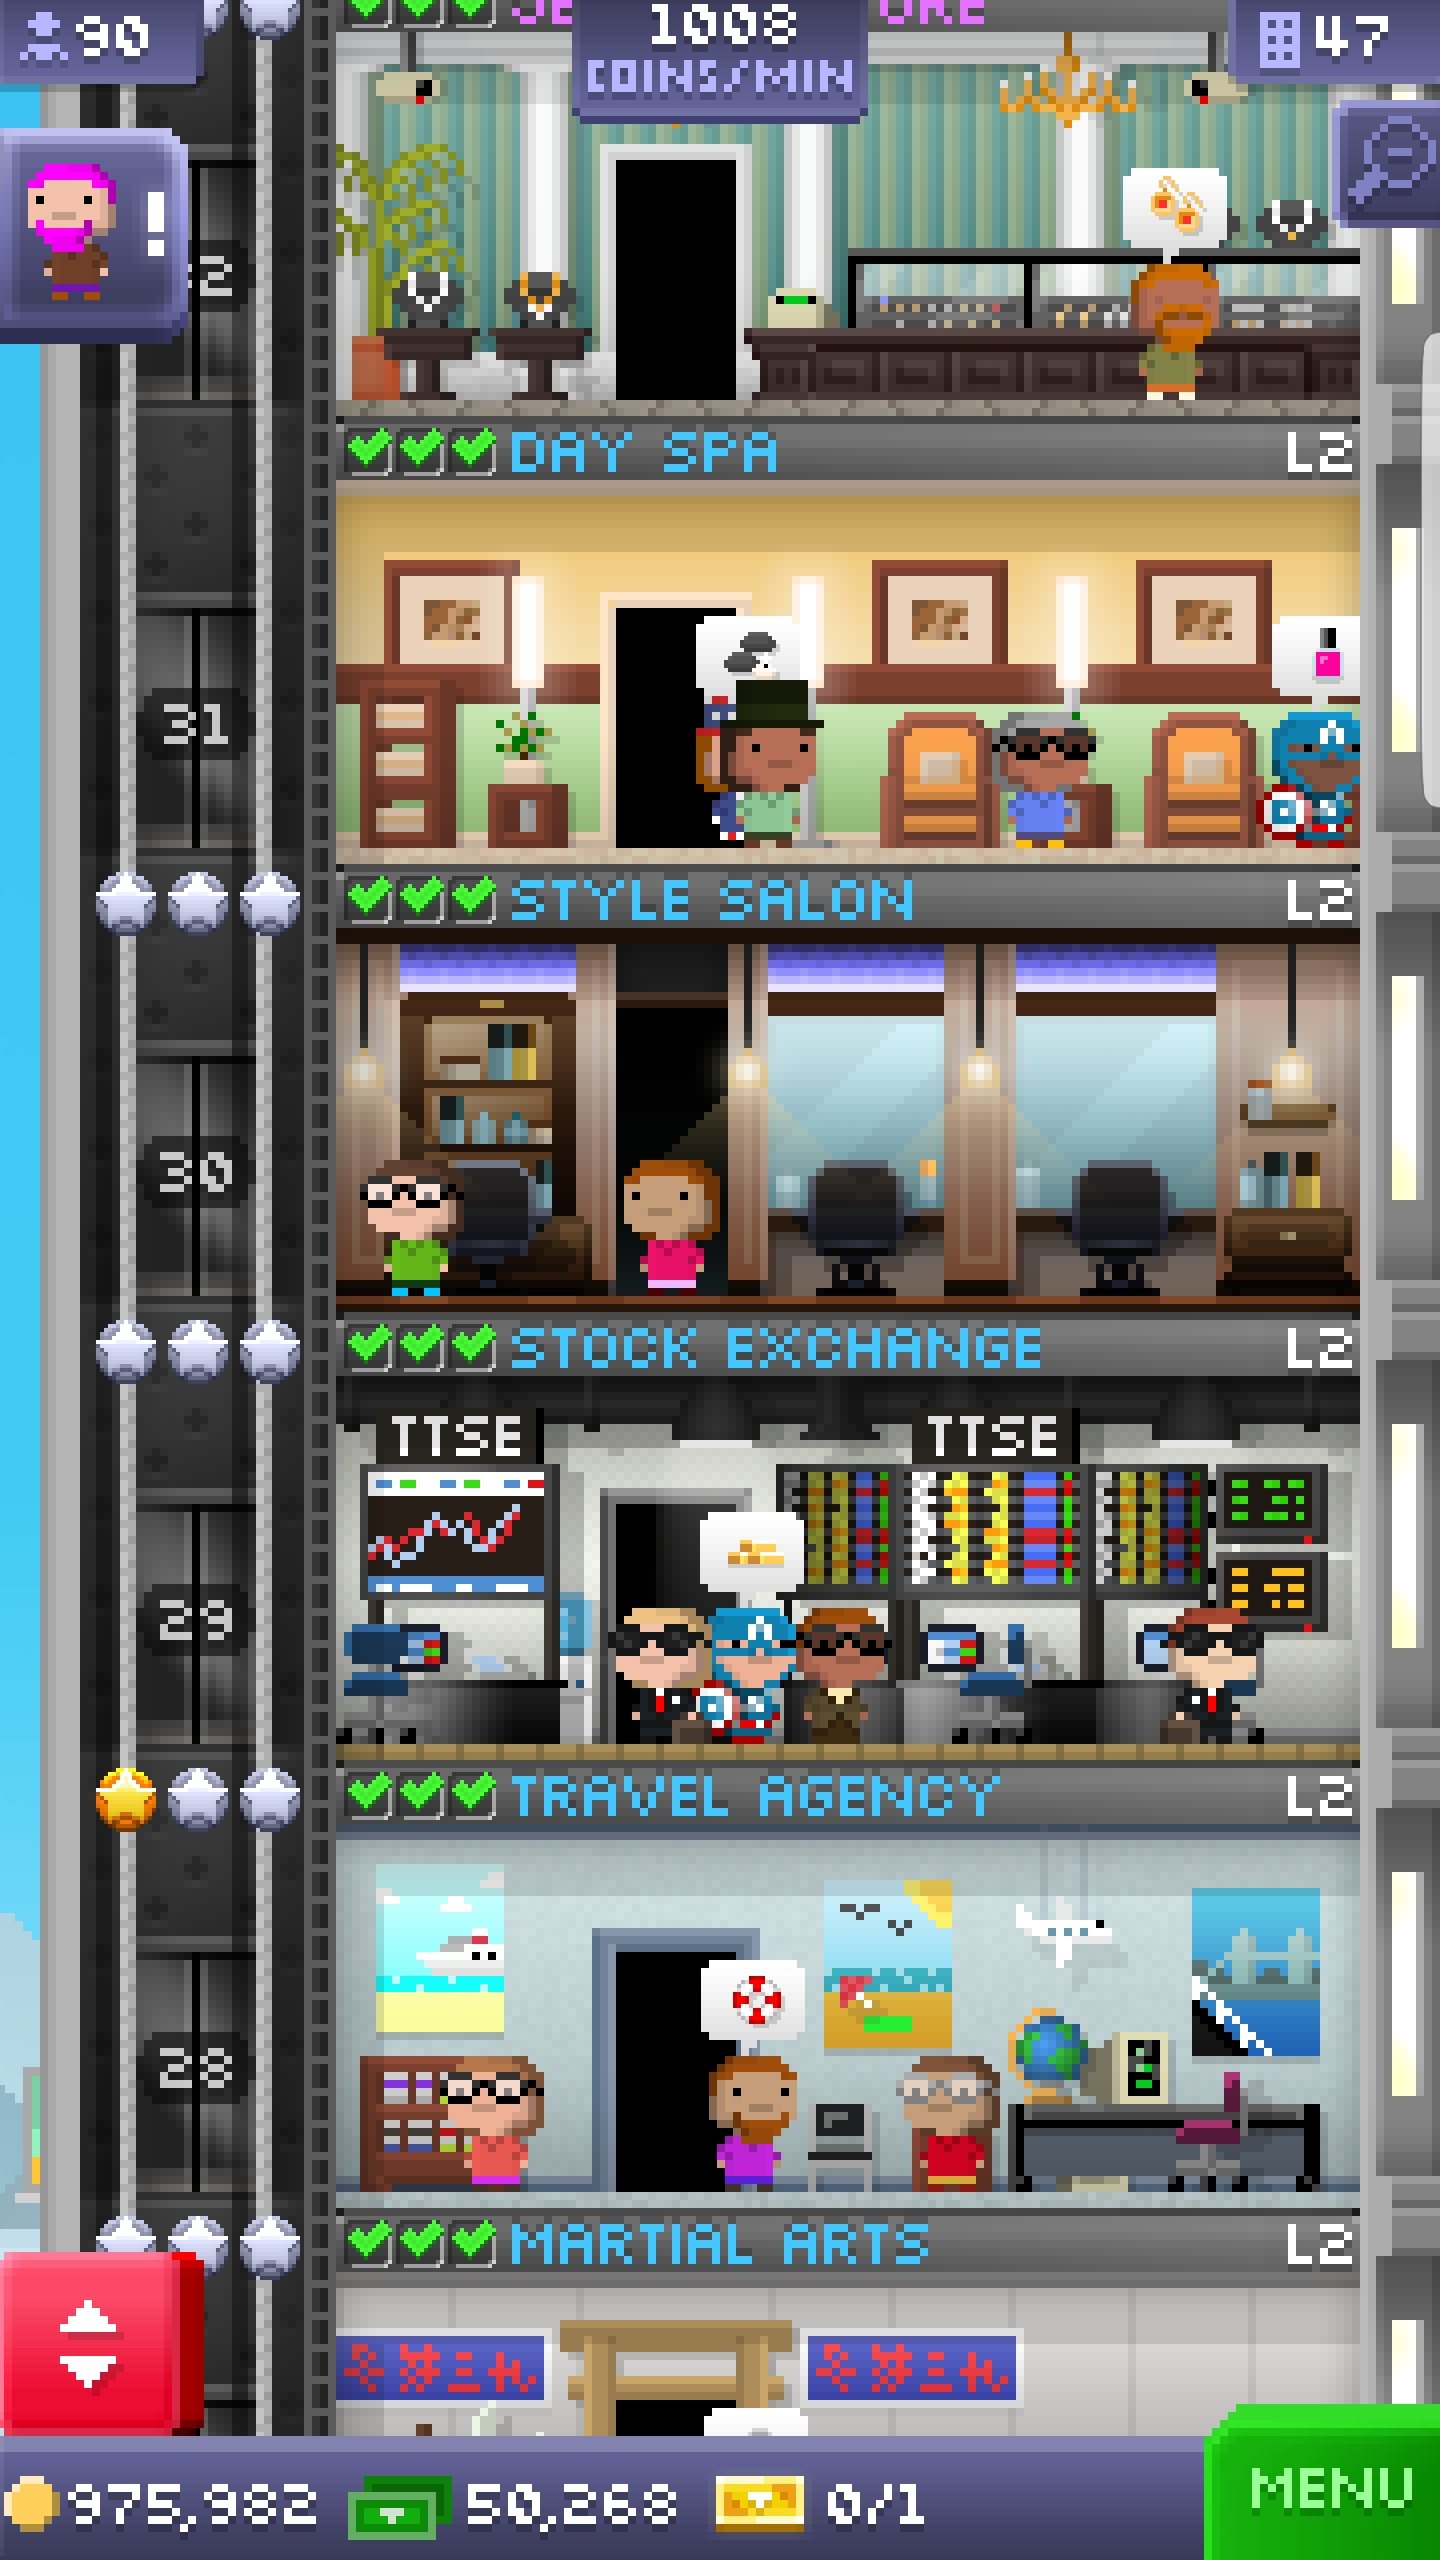 90
1008
COINS/MIN
47
DAY SPA L2
31
STYLE SALON L2
30
STOCK EXCHANGE L2
TTSE TTSE
29
TRAVEL AGENCY L2
28
MARTIAL ARTS L2
975,982 50,268 0/1
MENU